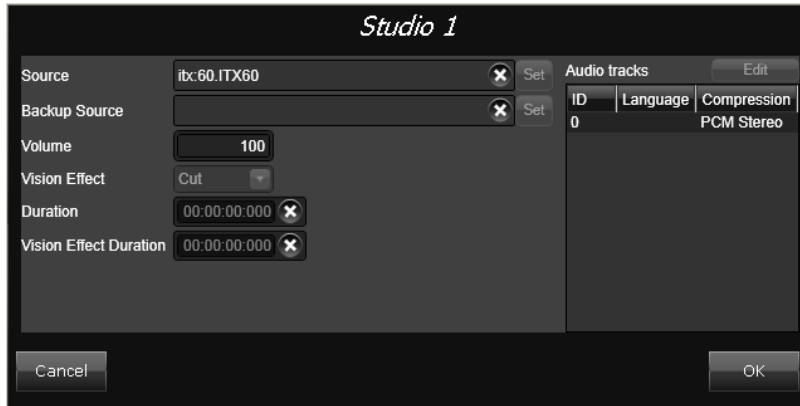 Studio 1
Source itx:60.ITX60 Set
Backup Source Set
Volume 100
Vision Effect Cut
Duration 00:00:00:000
Vision Effect Duration 00:00:00:000
Audio tracks Edit
ID Language Compression
0 PCM Stereo
Cancel OK